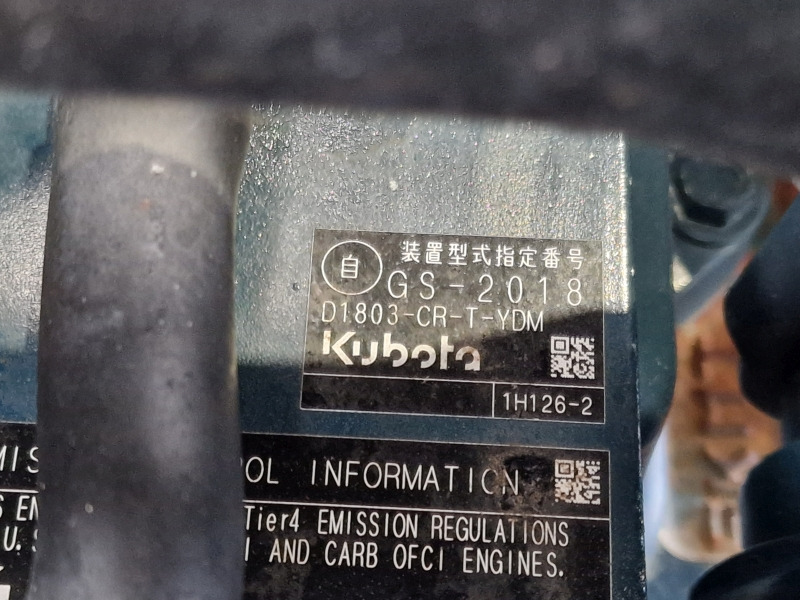 自 装置型式指定番号
GS-2018
D1803-CR-T-YDM
Kubota
1H126-2
OL INFORMATION
Tier4 EMISSION REGULATIONS
U.S
AND CARB OFCI ENGINES.